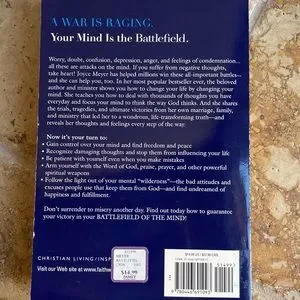 A WAR IS RAGING.
Your Mind Is the Battlefield.
Worry, doubt, confusion, depression, anger, and feelings of condemnation...
all these are attacks on the mind. If you suffer from negative thoughts,
take heart! Joyce Meyer has helped millions win these all-important battles—
and she can help you, too. In her most popular bestseller ever, the beloved
author and minister shows you how to change your life by changing your
mind. She teaches you how to deal with thousands of thoughts you have
everyday and focus your mind to think the way God thinks. And she shares
the trials, tragedies, and ultimate victories from her own marriage, family,
and ministry that led her to a wondrous, life-transforming truth—and
reveals her thoughts and feelings every step of the way.
Now it's your turn to:
• Gain control over your mind and find freedom and peace
• Recognize damaging thoughts and stop them from influencing your life
• Be patient with yourself even when you make mistakes
• Arm yourself with the Word of God, praise, prayer, and other powerful
spiritual weapons
• Follow the light out of your mental "wilderness"—the bad attitudes and
excuses people use that keep them from God—and find undreamed of
happiness and fulfillment.
Don't surrender to misery another day. Find out today how to guarantee
your victory in your BATTLEFIELD OF THE MIND!
CHRISTIAN LIVING/INSP
Visit our Web site at www.faithw
MEYER
$14.99
51499
9 780446 691093